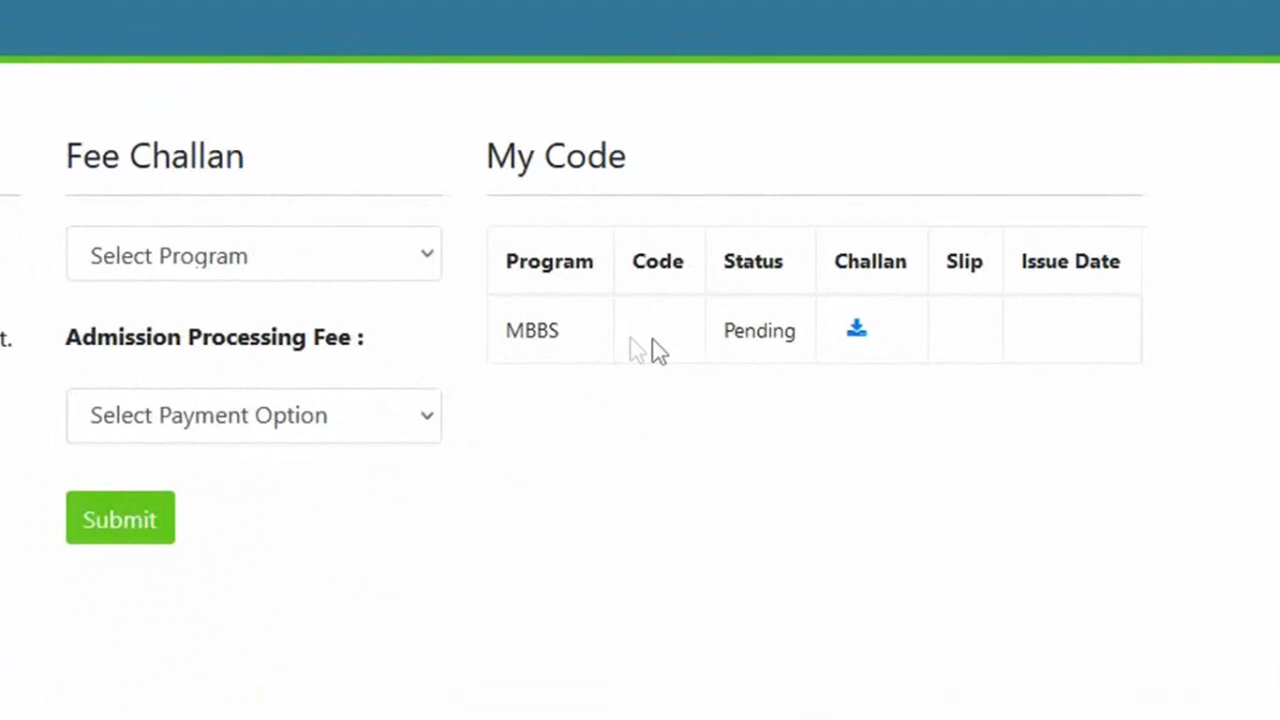 Fee Challan
Select Program
t.
Admission Processing Fee :
Select Payment Option
Submit
My Code
Program Code Status Challan Slip Issue Date
MBBS Pending